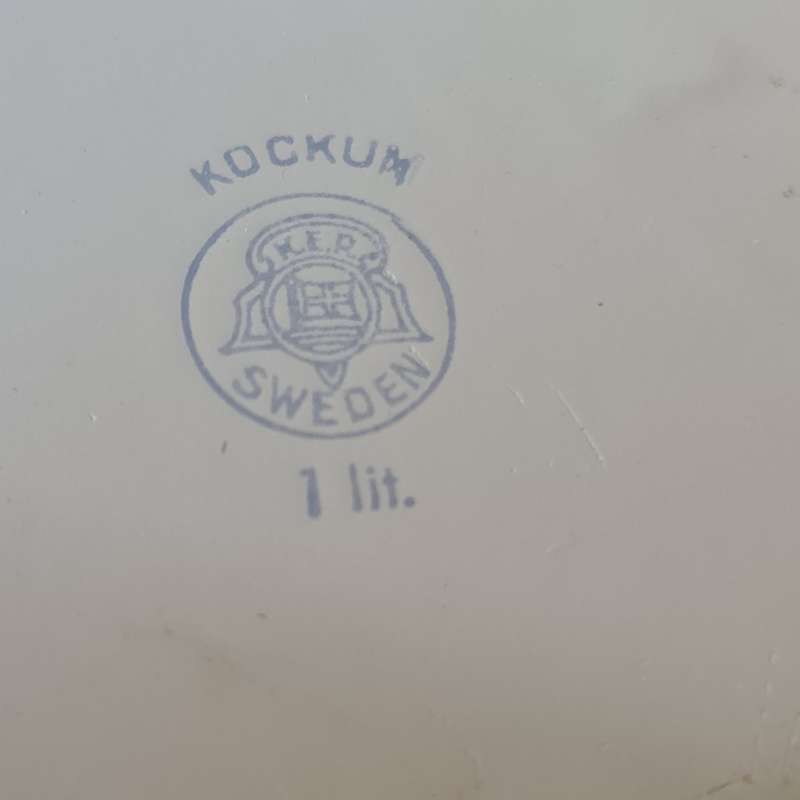 KOCKUM
K.E.R.
SWEDEN
1 lit.